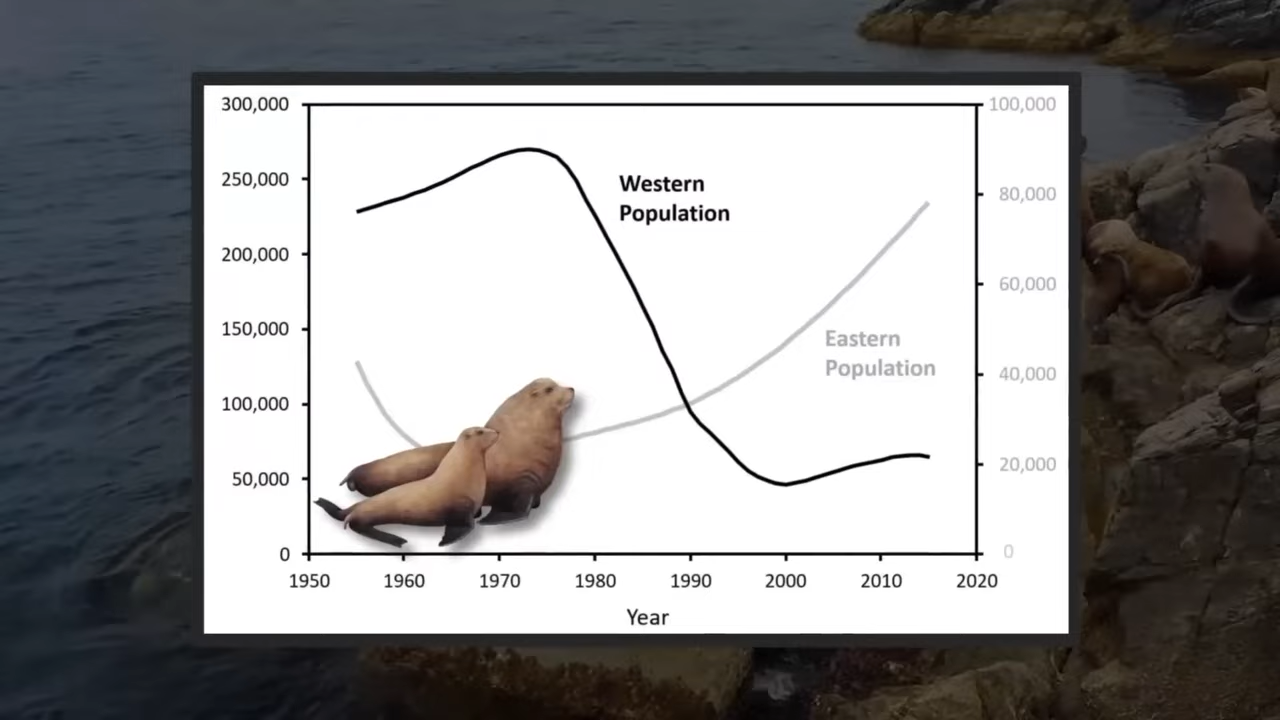 300,000
250,000
200,000
150,000
100,000
50,000
0
Western
Population
Eastern
Population
100,000
80,000
60,000
40,000
20,000
0
1950 1960 1970 1980 1990 2000 2010 2020
Year